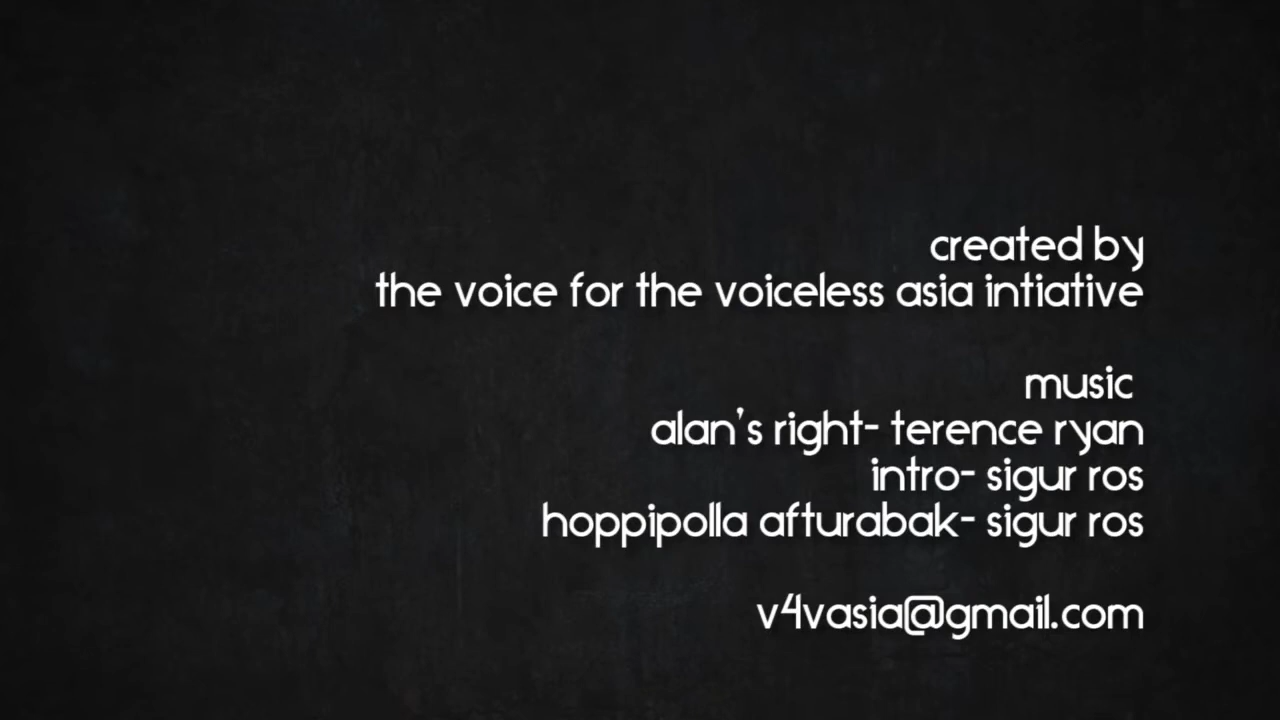 created by
the voice for the voiceless asia intiative
music
alan's right- terence ryan
intro- sigur ros
hoppipolla afturabak- sigur ros
v4vasia@gmail.com